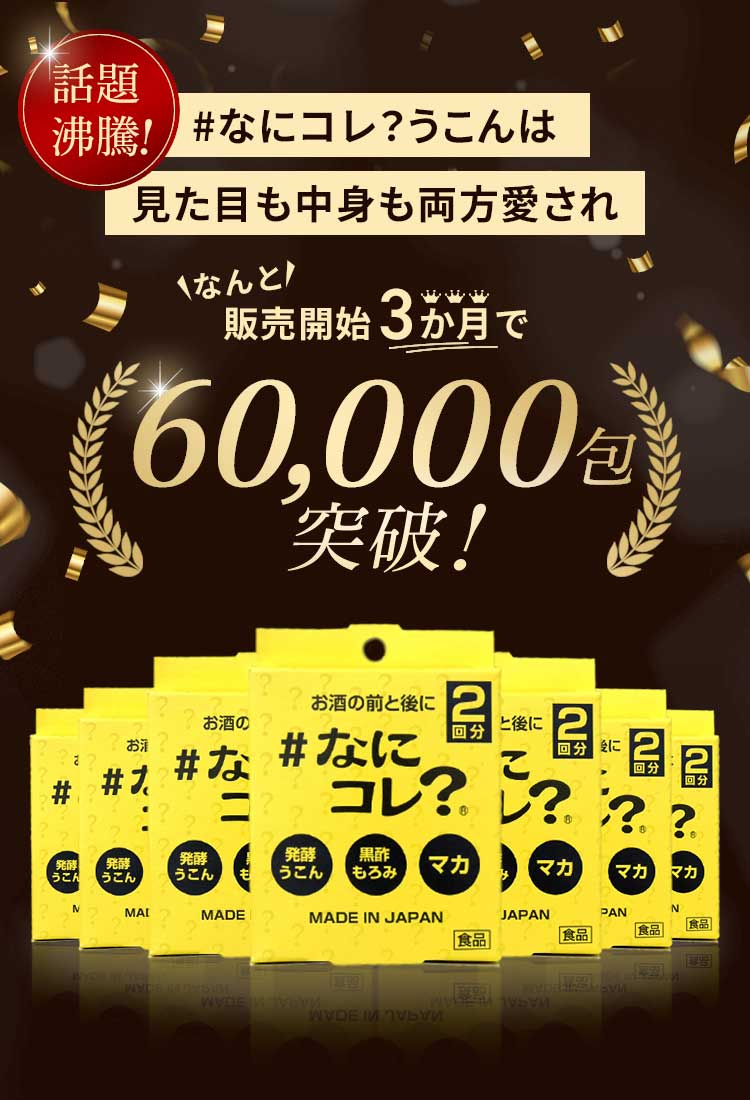 話題
沸騰!
#なにコレ?うこんは
見た目も中身も両方愛され
\なんと/
販売開始3か月で
60,000包
突破!
お酒の前と後に
2回分
#なに
コレ?®
発酵うこん
黒酢もろみ
マカ
MADE IN JAPAN
食品